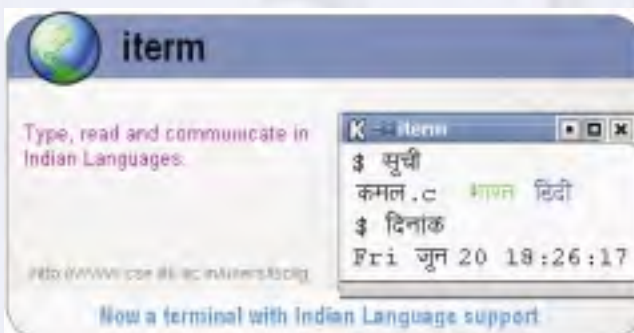 iterm
Type, read and communicate in
Indian Languages.
iterm
$ सूची
कमल.c भारत हिंदी
$ दिनांक
Fri जून 20 18:26:17
Now a terminal with Indian Language support